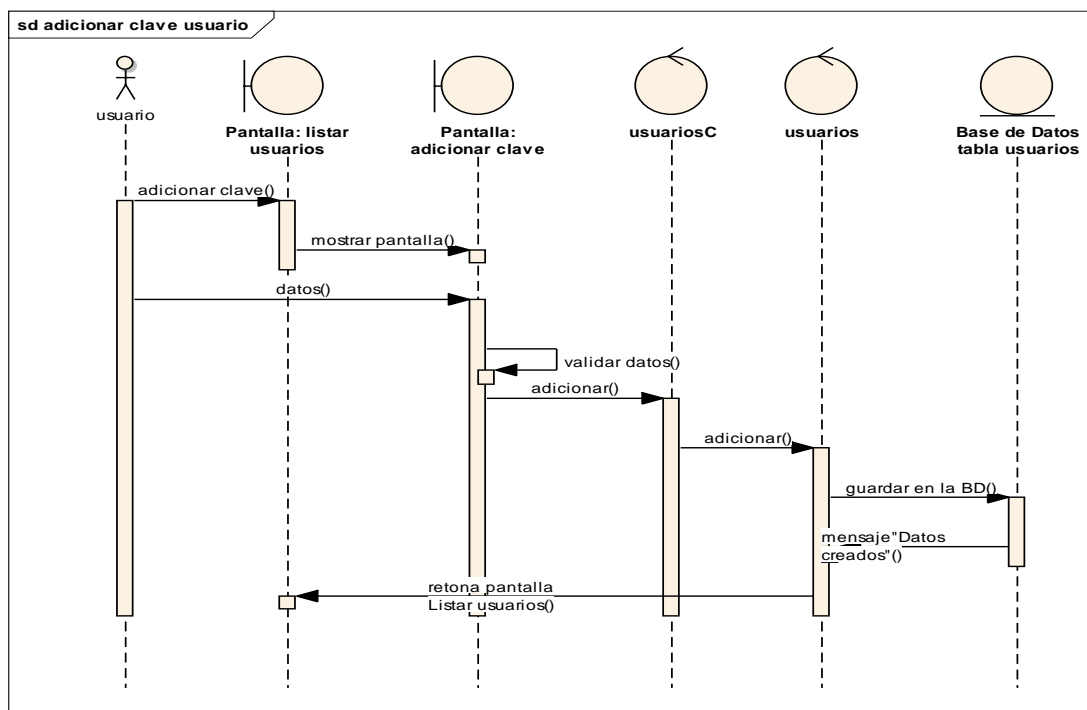 sd adicionar clave usuario
usuario
Pantalla: listar
usuarios
Pantalla:
adicionar clave
usuariosC
usuarios
Base de Datos
tabla usuarios
adicionar clave()
mostrar pantalla()
datos()
validar datos()
adicionar()
adicionar()
guardar en la BD()
mensaje"Datos
creados"()
retona pantalla
Listar usuarios()